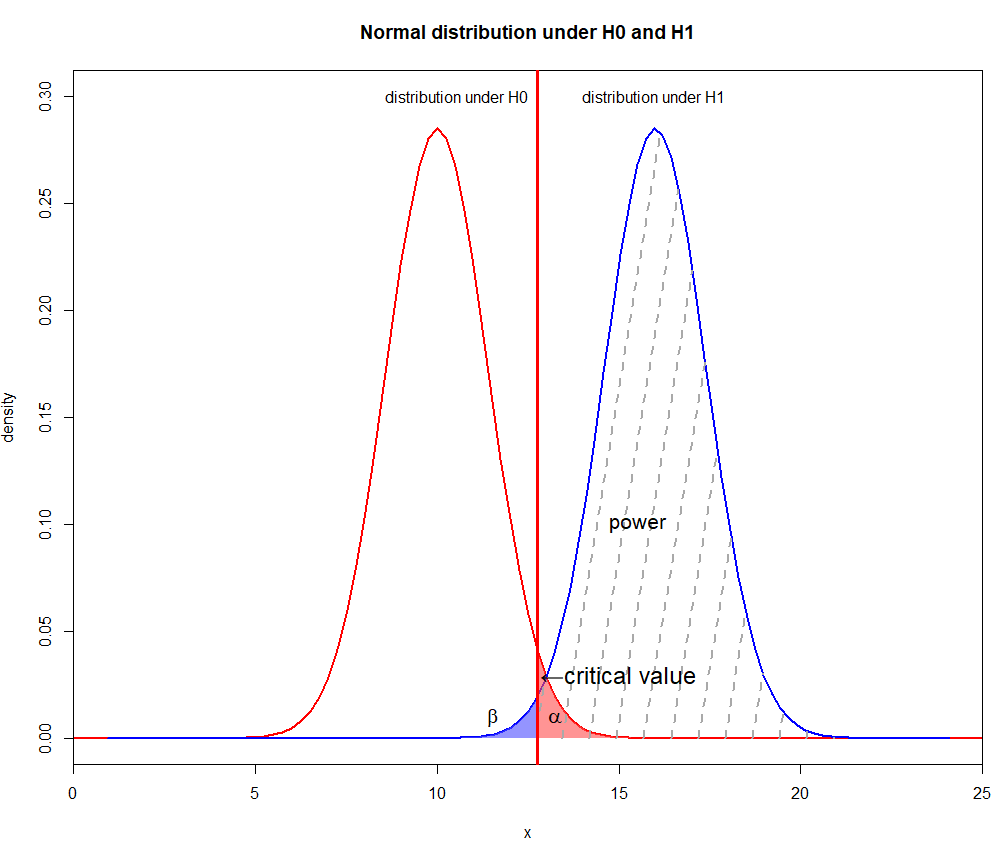 Normal distribution under H0 and H1
distribution under H0
distribution under H1
0.30
0.25
0.20
0.15
0.10
0.05
0.00
density
power
critical value
β
α
0
5
10
15
20
25
x